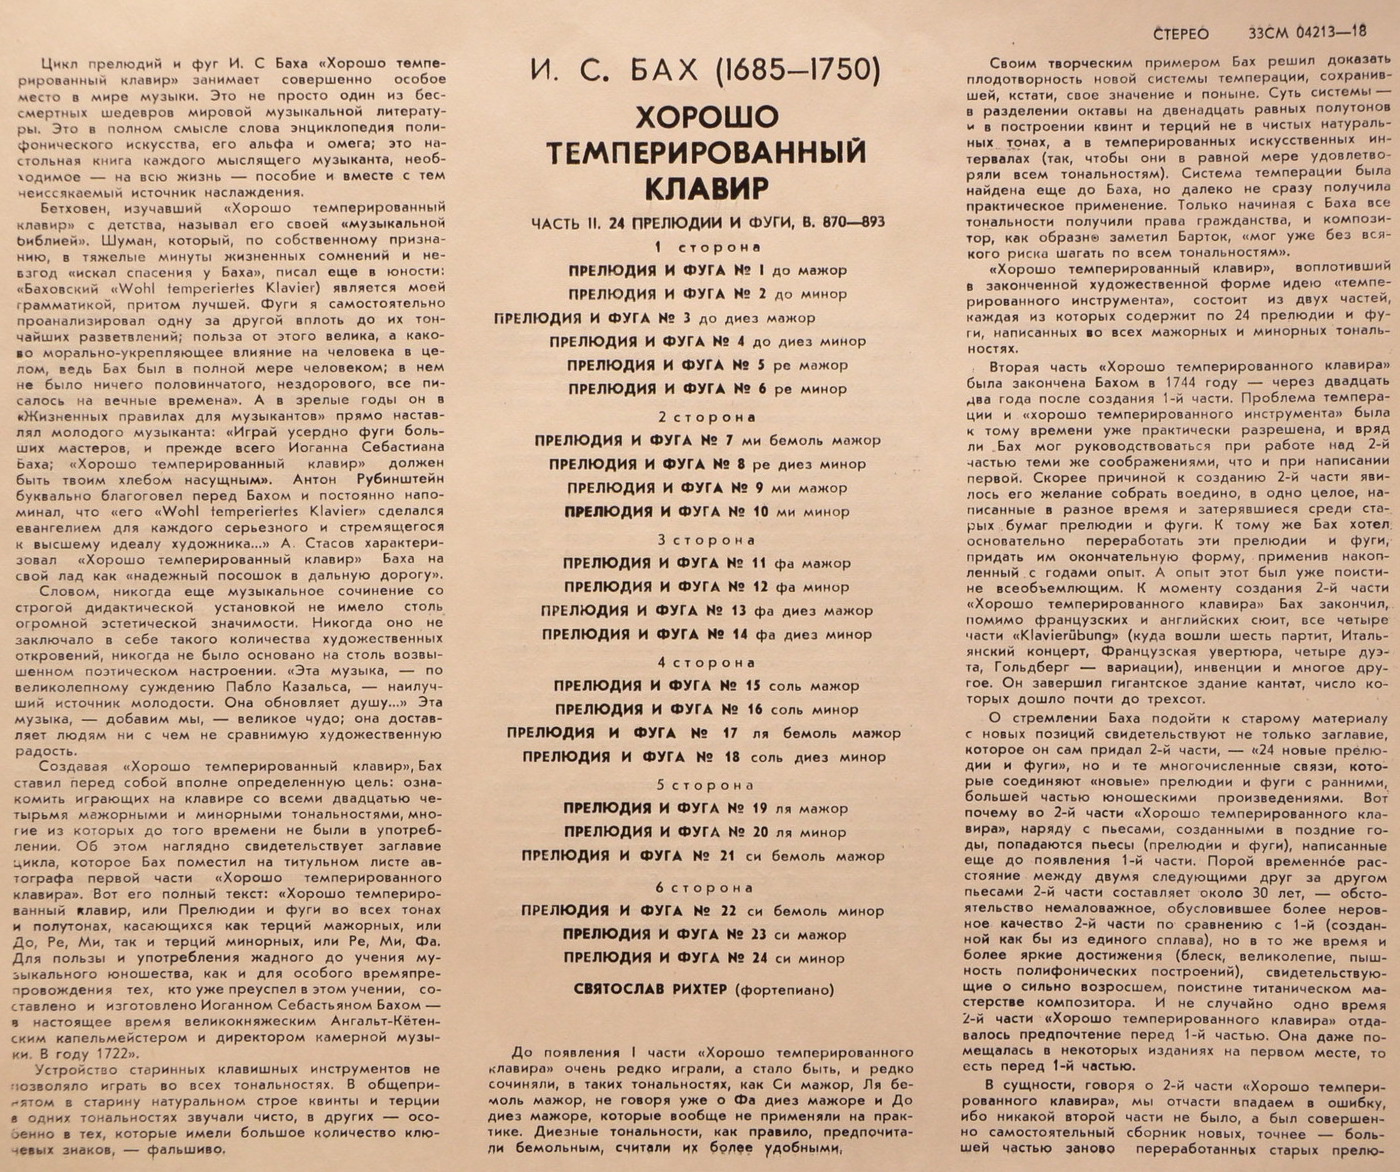 СТЕРЕО 33СМ 04213—18
Цикл прелюдий и фуг И. С Баха «Хорошо темпе-
рированный клавир» занимает совершенно особое
место в мире музыки. Это не просто один из бес-
смертных шедевров мировой музыкальной литерату-
ры. Это в полном смысле слова энциклопедия поли-
фонического искусства, его альфа и омега; это на-
стольная книга каждого мыслящего музыканта, необ-
ходимое — на всю жизнь — пособие и вместе с тем
неиссякаемый источник наслаждения.
Бетховен, изучавший «Хорошо темперированный
клавир» с детства, называл его своей «музыкальной
библией». Шуман, который, по собственному призна-
нию, в тяжелые минуты жизненных сомнений и не-
взгод «искал спасения у Баха», писал еще в юности:
«Баховский «Wohl temperiertes Klavier) является моей
грамматикой, притом лучшей. Фуги я самостоятельно
проанализировал одну за другой вплоть до их тон-
чайших разветвлений; польза от этого велика, а како-
во морально-укрепляющее влияние на человека в це-
лом, ведь Бах был в полной мере человеком; в нем
не было ничего половинчатого, нездорового, все пи-
салось на вечные времена». А в зрелые годы он в
«Жизненных правилах для музыкантов» прямо настав-
лял молодого музыканта: «Играй усердно фуги боль-
ших мастеров, и прежде всего Иоганна Себастиана
Баха; «Хорошо темперированный клавир» должен
быть твоим хлебом насущным». Антон Рубинштейн
буквально благоговел перед Бахом и постоянно напо-
минал, что «его «Wohl temperiertes Klavier» сделался
евангелием для каждого серьезного и стремящегося
к высшему идеалу художника...» А. Стасов характери-
зовал «Хорошо темперированный клавир» Баха на
свой лад как «надежный посошок в дальную дорогу».
Словом, никогда еще музыкальное сочинение со
строгой дидактической установкой не имело столь
огромной эстетической значимости. Никогда оно не
заключало в себе такого количества художественных
откровений, никогда не было основано на столь возвы-
шенном поэтическом настроении. «Эта музыка, — по
великолепному суждению Пабло Казальса, — наилуч-
ший источник молодости. Она обновляет душу...» Эта
музыка, — добавим мы, — великое чудо; она достав-
ляет людям ни с чем не сравнимую художественную
радость.
Создавая «Хорошо темперированный клавир», Бах
ставил перед собой вполне определенную цель: озна-
комить играющих на клавире со всеми двадцатью че-
тырьмя мажорными и минорными тональностями, мно-
гие из которых до того времени не были в употреб-
лении. Об этом наглядно свидетельствует заглавие
цикла, которое Бах поместил на титульном листе ав-
тографа первой части «Хорошо темперированного
клавира». Вот его полный текст: «Хорошо темпериро-
ванный клавир, или Прелюдии и фуги во всех тонах
и полутонах, касающихся как терций мажорных, или
До, Ре, Ми, так и терций минорных, или Ре, Ми, Фа.
Для пользы и употребления жадного до учения му-
зыкального юношества, как и для особого времяпре-
провождения тех, кто уже преуспел в этом учении, со-
ставлено и изготовлено Иоганном Себастьяном Бахом —
в настоящее время великокняжеским Ангальт-Кётен-
ским капельмейстером и директором камерной музы-
ки. В году 1722».
Устройство старинных клавишных инструментов не
позволяло играть во всех тональностях. В общепри-
нятом в старину натуральном строе квинты и терции
в одних тональностях звучали чисто, в других — осо-
бенно в тех, которые имели большое количество клю-
чевых знаков, — фальшиво.
И. С. БАХ (1685—1750)
ХОРОШО
ТЕМПЕРИРОВАННЫЙ
КЛАВИР
ЧАСТЬ II. 24 ПРЕЛЮДИИ И ФУГИ, В. 870—893
1 сторона
ПРЕЛЮДИЯ И ФУГА № 1 до мажор
ПРЕЛЮДИЯ И ФУГА № 2 до минор
ПРЕЛЮДИЯ И ФУГА № 3 до диез мажор
ПРЕЛЮДИЯ И ФУГА № 4 до диез минор
ПРЕЛЮДИЯ И ФУГА № 5 ре мажор
ПРЕЛЮДИЯ И ФУГА № 6 ре минор
2 сторона
ПРЕЛЮДИЯ И ФУГА № 7 ми бемоль мажор
ПРЕЛЮДИЯ И ФУГА № 8 ре диез минор
ПРЕЛЮДИЯ И ФУГА № 9 ми мажор
ПРЕЛЮДИЯ И ФУГА № 10 ми минор
3 сторона
ПРЕЛЮДИЯ И ФУГА № 11 фа мажор
ПРЕЛЮДИЯ И ФУГА № 12 фа минор
ПРЕЛЮДИЯ И ФУГА № 13 фа диез мажор
ПРЕЛЮДИЯ И ФУГА № 14 фа диез минор
4 сторона
ПРЕЛЮДИЯ И ФУГА № 15 соль мажор
ПРЕЛЮДИЯ И ФУГА № 16 соль минор
ПРЕЛЮДИЯ И ФУГА № 17 ля бемоль мажор
ПРЕЛЮДИЯ И ФУГА № 18 соль диез минор
5 сторона
ПРЕЛЮДИЯ И ФУГА № 19 ля мажор
ПРЕЛЮДИЯ И ФУГА № 20 ля минор
ПРЕЛЮДИЯ И ФУГА № 21 си бемоль мажор
6 сторона
ПРЕЛЮДИЯ И ФУГА № 22 си бемоль минор
ПРЕЛЮДИЯ И ФУГА № 23 си мажор
ПРЕЛЮДИЯ И ФУГА № 24 си минор
СВЯТОСЛАВ РИХТЕР (фортепиано)
До появления I части «Хорошо темперированного
клавира» очень редко играли, а стало быть, и редко
сочиняли, в таких тональностях, как Си мажор, Ля бе-
моль мажор, не говоря уже о Фа диез мажоре и До
диез мажоре, которые вообще не применяли на прак-
тике. Диезные тональности, как правило, предпочита-
ли бемольным, считали их более удобными,
Своим творческим примером Бах решил доказать
плодотворность новой системы темперации, сохранив-
шей, кстати, свое значение и поныне. Суть системы —
в разделении октавы на двенадцать равных полутонов
и в построении квинт и терций не в чистых натураль-
ных тонах, а в темперированных искусственных ин-
тервалах (так, чтобы они в равной мере удовлетво-
ряли всем тональностям). Система темперации была
найдена еще до Баха, но далеко не сразу получила
практическое применение. Только начиная с Баха все
тональности получили права гражданства, и компози-
тор, как образно заметил Барток, «мог уже без вся-
кого риска шагать по всем тональностям».
«Хорошо темперированный клавир», воплотивший
в законченной художественной форме идею «темпе-
рированного инструмента», состоит из двух частей,
каждая из которых содержит по 24 прелюдии и фу-
ги, написанных во всех мажорных и минорных тональ-
ностях.
Вторая часть «Хорошо темперированного клавира»
была закончена Бахом в 1744 году — через двадцать
два года после создания 1-й части. Проблема темпера-
ции и «хорошо темперированного инструмента» была
к тому времени уже практически разрешена, и вряд
ли Бах мог руководствоваться при работе над 2-й
частью теми же соображениями, что и при написании
первой. Скорее причиной к созданию 2-й части яви-
лось его желание собрать воедино, в одно целое, на-
писанные в разное время и затерявшиеся среди ста-
рых бумаг прелюдии и фуги. К тому же Бах хотел
основательно переработать эти прелюдии и фуги,
придать им окончательную форму, применив накоп-
ленный с годами опыт. А опыт этот был уже поисти-
не всеобъемлющим. К моменту создания 2-й части
«Хорошо темперированного клавира» Бах закончил,
помимо французских и английских сюит, все четыре
части «Klavierübung» (куда вошли шесть партит, Италь-
янский концерт, Французская увертюра, четыре дуэ-
та, Гольдберг — вариации), инвенции и многое дру-
гое. Он завершил гигантское здание кантат, число ко-
торых дошло почти до трехсот.
О стремлении Баха подойти к старому материалу
с новых позиций свидетельствуют не только заглавие,
которое он сам придал 2-й части, — «24 новые прелю-
дии и фуги», но и те многочисленные связи, кото-
рые соединяют «новые» прелюдии и фуги с ранними,
большей частью юношескими произведениями. Вот
почему во 2-й части «Хорошо темперированного кла-
вира», наряду с пьесами, созданными в поздние го-
ды, попадаются пьесы (прелюдии и фуги), написанные
еще до появления 1-й части. Порой временно́е рас-
стояние между двумя следующими друг за другом
пьесами 2-й части составляет около 30 лет, — обсто-
ятельство немаловажное, обусловившее более неров-
ное качество 2-й части по сравнению с 1-й (создан-
ной как бы из единого сплава), но в то же время и
более яркие достижения (блеск, великолепие, пыш-
ность полифонических построений), свидетельствую-
щие о сильно возросшем, поистине титаническом ма-
стерстве композитора. И не случайно одно время
2-й части «Хорошо темперированного клавира» отда-
валось предпочтение перед 1-й частью. Она даже по-
мещалась в некоторых изданиях на первом месте, то
есть перед 1-й частью.
В сущности, говоря о 2-й части «Хорошо темпери-
рованного клавира», мы отчасти впадаем в ошибку,
ибо никакой второй части не было, а был совершен-
но самостоятельный сборник новых, точнее — боль-
шей частью заново переработанных старых прелю-